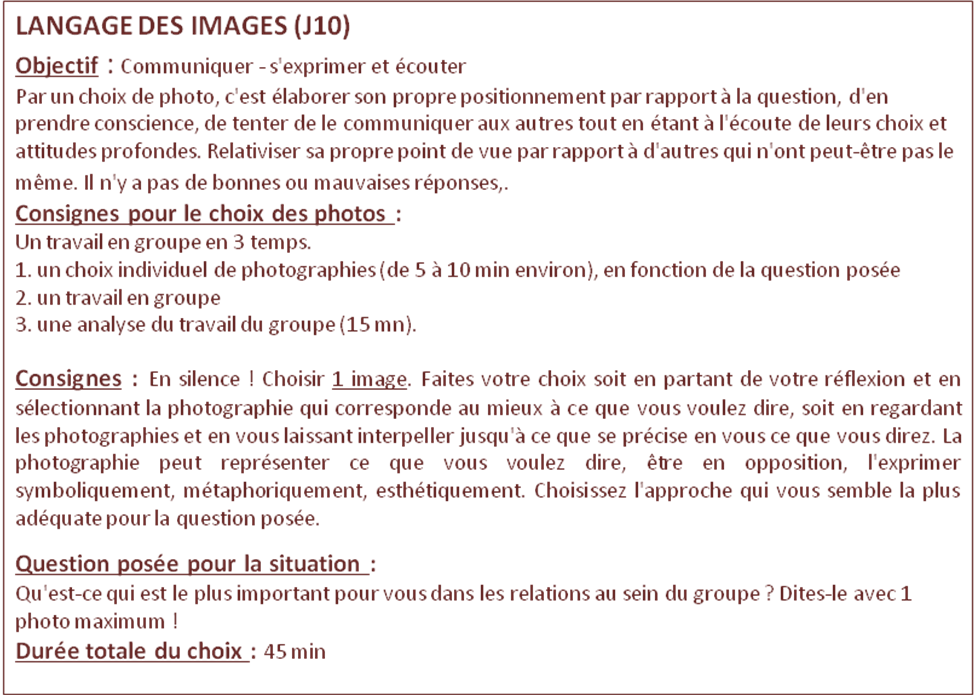 LANGAGE DES IMAGES (J10)
Objectif : Communiquer - s'exprimer et écouter
Par un choix de photo, c'est élaborer son propre positionnement par rapport à la question, d'en
prendre conscience, de tenter de le communiquer aux autres tout en étant à l'écoute de leurs choix et
attitudes profondes. Relativiser sa propre point de vue par rapport à d'autres qui n'ont peut-être pas le
même. Il n'y a pas de bonnes ou mauvaises réponses,.
Consignes pour le choix des photos :
Un travail en groupe en 3 temps.
1. un choix individuel de photographies (de 5 à 10 min environ), en fonction de la question posée
2. un travail en groupe
3. une analyse du travail du groupe (15 mn).
Consignes : En silence ! Choisir 1 image. Faites votre choix soit en partant de votre réflexion et en
sélectionnant la photographie qui corresponde au mieux à ce que vous voulez dire, soit en regardant
les photographies et en vous laissant interpeller jusqu'à ce que se précise en vous ce que vous direz. La
photographie peut représenter ce que vous voulez dire, être en opposition, l'exprimer
symboliquement, métaphoriquement, esthétiquement. Choisissez l'approche qui vous semble la plus
adéquate pour la question posée.
Question posée pour la situation :
Qu'est-ce qui est le plus important pour vous dans les relations au sein du groupe ? Dites-le avec 1
photo maximum !
Durée totale du choix : 45 min